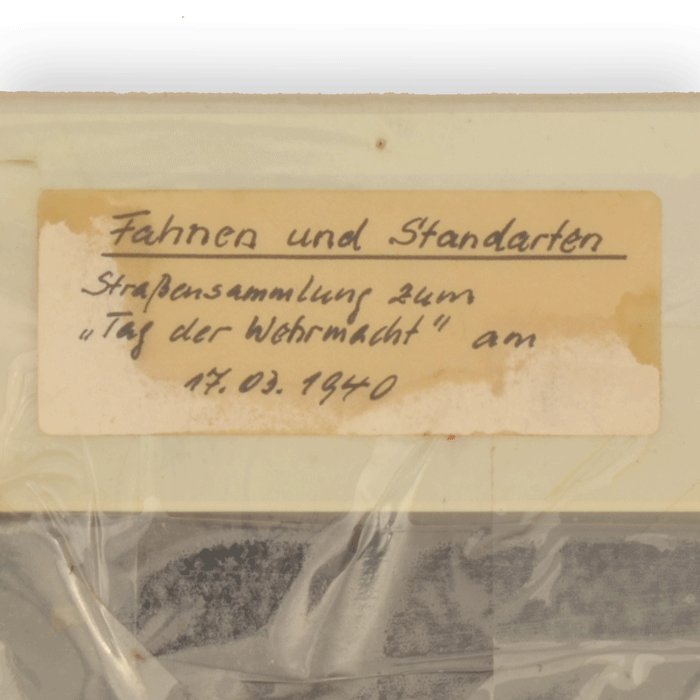 Fahnen und Standarten
Straßensammlung zum
„Tag der Wehrmacht" am
17.03.1940